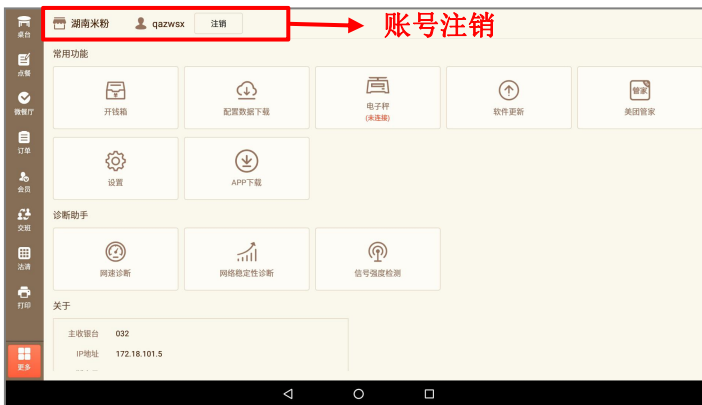 桌台
点餐
微餐厅
订单
会员
交班
沽清
打印
更多
湖南米粉 qazwsx 注销
账号注销
常用功能
开钱箱
配置数据下载
电子秤
(未连接)
软件更新
管家
美团管家
设置
APP下载
诊断助手
网速诊断
网络稳定性诊断
信号强度检测
关于
主收银台 032
IP地址 172.18.101.5